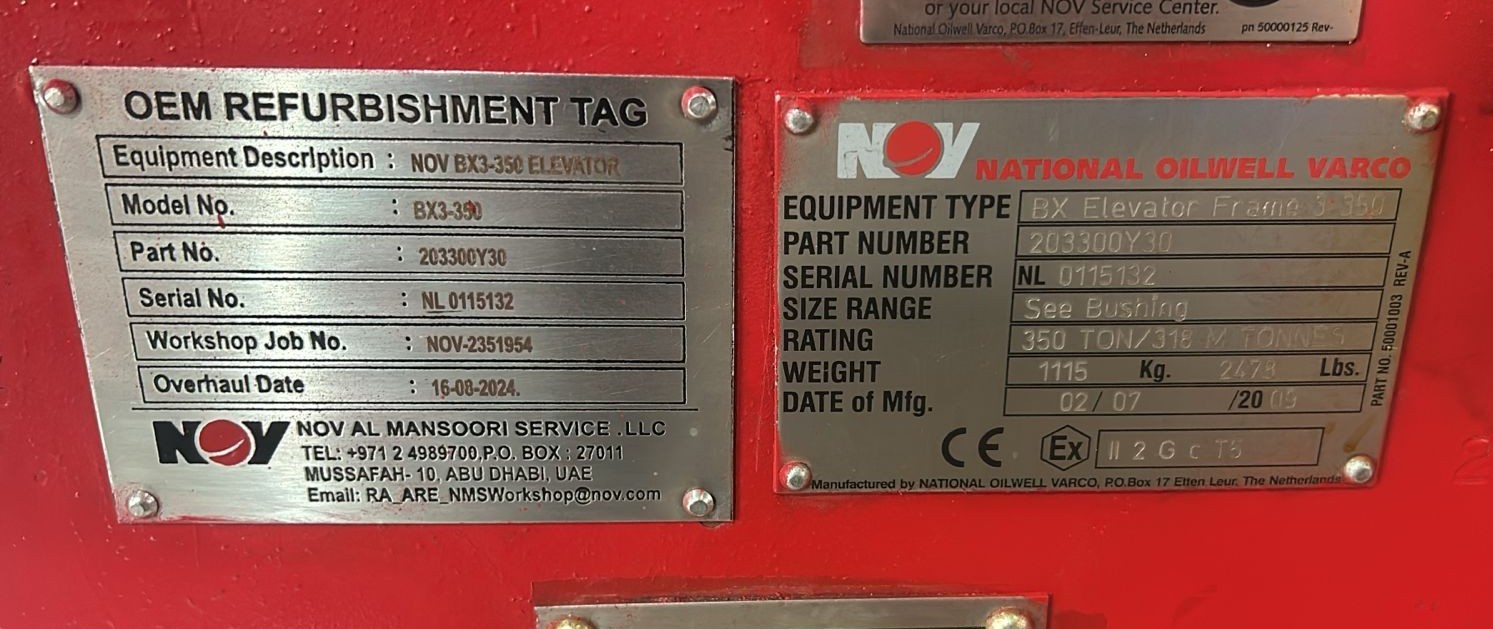 or your local NOV Service Center.
National Oilwell Varco, P.O.Box 17, Etten-Leur, The Netherlands pn 50000125 Rev-
OEM REFURBISHMENT TAG
Equipment Description : NOV BX3-350 ELEVATOR
Model No. : BX3-350
Part No. : 203300Y30
Serial No. : NL 0115132
Workshop Job No. : NOV-2351954
Overhaul Date : 16-08-2024.
NOV NOV AL MANSOORI SERVICE .LLC
TEL: +971 2 4989700,P.O. BOX : 27011
MUSSAFAH- 10, ABU DHABI, UAE
Email: RA_ARE_NMSWorkshop@nov.com
NOV NATIONAL OILWELL VARCO
EQUIPMENT TYPE BX Elevator Frame 3-350
PART NUMBER 203300Y30
SERIAL NUMBER NL 0115132
SIZE RANGE See Bushing
RATING 350 TON/318 M TONNES
WEIGHT 1115 Kg. 2478 Lbs.
DATE of Mfg. 02/ 07 /20 09
CE Ex II 2 G c T5
Manufactured by NATIONAL OILWELL VARCO, P.O.Box 17 Etten Leur, The Netherlands
PART NO. 50001003 REV-A